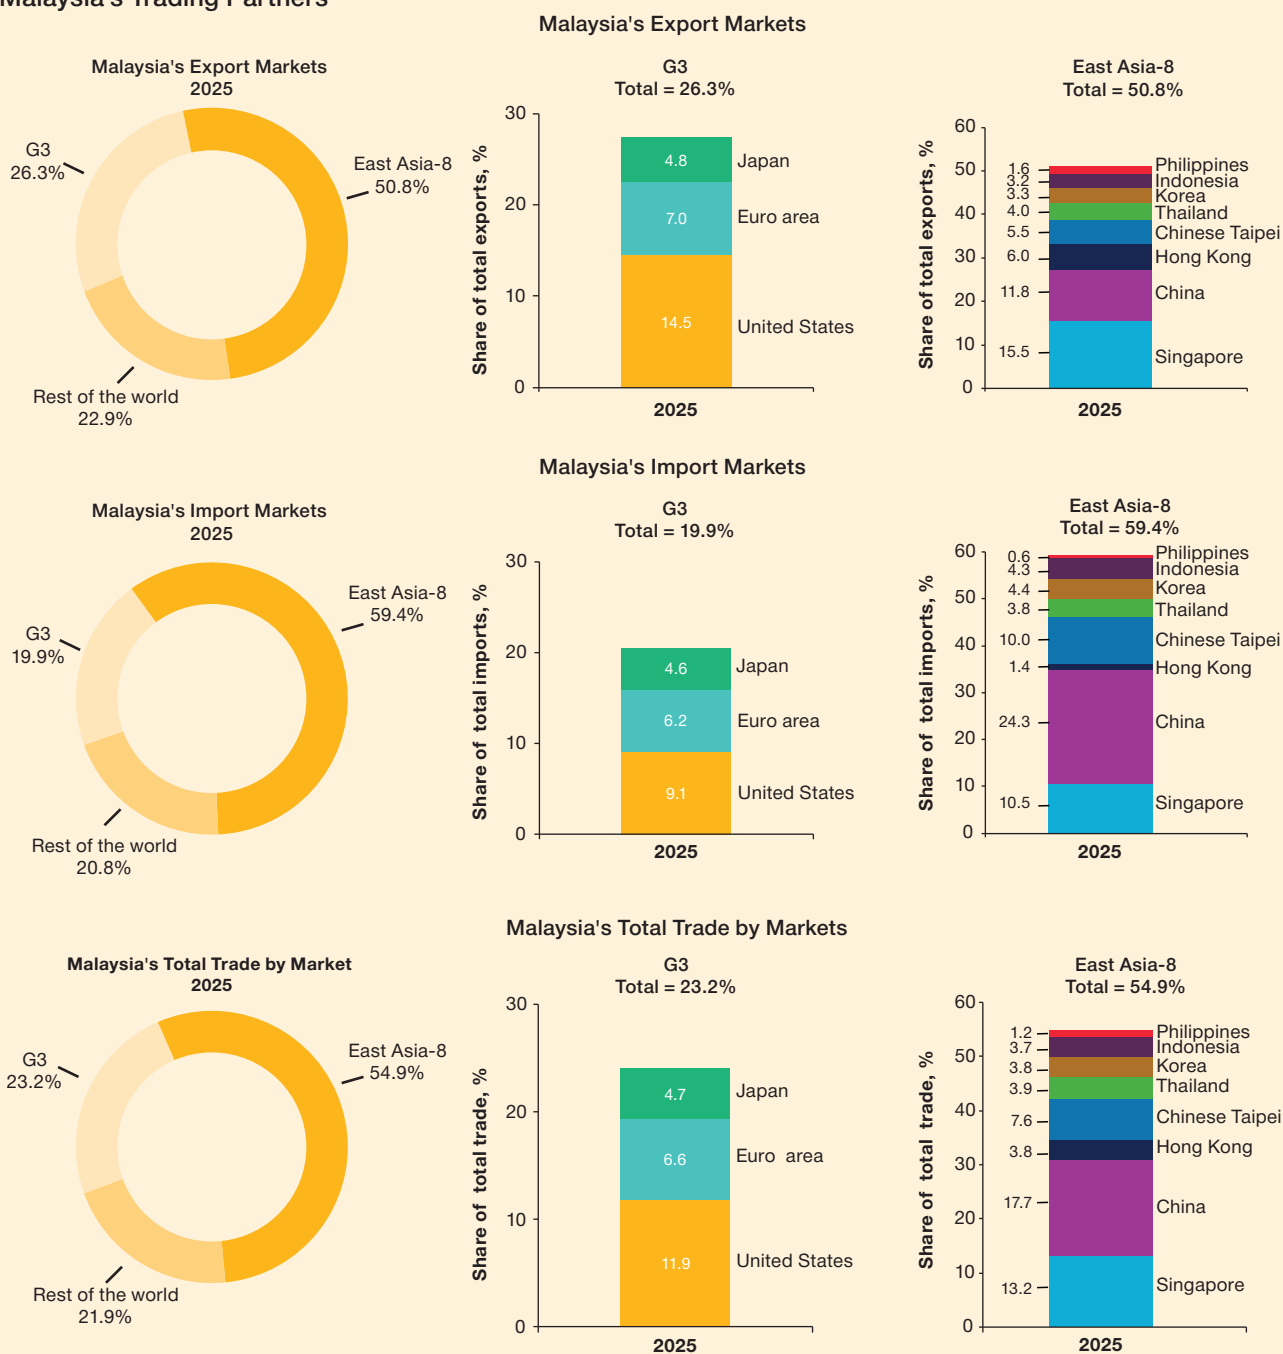 Malaysia's Trading Partners
Malaysia's Export Markets
Malaysia's Export Markets
2025
G3
26.3%
East Asia-8
50.8%
Rest of the world
22.9%
G3
Total = 26.3%
Share of total exports, %
30
20
10
0
4.8
Japan
7.0
Euro area
14.5
United States
2025
East Asia-8
Total = 50.8%
Share of total exports, %
60
50
40
30
20
10
0
1.6
Philippines
3.2
Indonesia
3.3
Korea
4.0
Thailand
5.5
Chinese Taipei
6.0
Hong Kong
11.8
China
15.5
Singapore
2025
Malaysia's Import Markets
Malaysia's Import Markets
2025
G3
19.9%
East Asia-8
59.4%
Rest of the world
20.8%
G3
Total = 19.9%
Share of total imports, %
30
20
10
0
4.6
Japan
6.2
Euro area
9.1
United States
2025
East Asia-8
Total = 59.4%
Share of total imports, %
60
50
40
30
20
10
0
0.6
Philippines
4.3
Indonesia
4.4
Korea
3.8
Thailand
10.0
Chinese Taipei
1.4
Hong Kong
24.3
China
10.5
Singapore
2025
Malaysia's Total Trade by Markets
Malaysia's Total Trade by Market
2025
G3
23.2%
East Asia-8
54.9%
Rest of the world
21.9%
G3
Total = 23.2%
Share of total trade, %
30
20
10
0
4.7
Japan
6.6
Euro area
11.9
United States
2025
East Asia-8
Total = 54.9%
Share of total trade, %
60
50
40
30
20
10
0
1.2
Philippines
3.7
Indonesia
3.8
Korea
3.9
Thailand
7.6
Chinese Taipei
3.8
Hong Kong
17.7
China
13.2
Singapore
2025